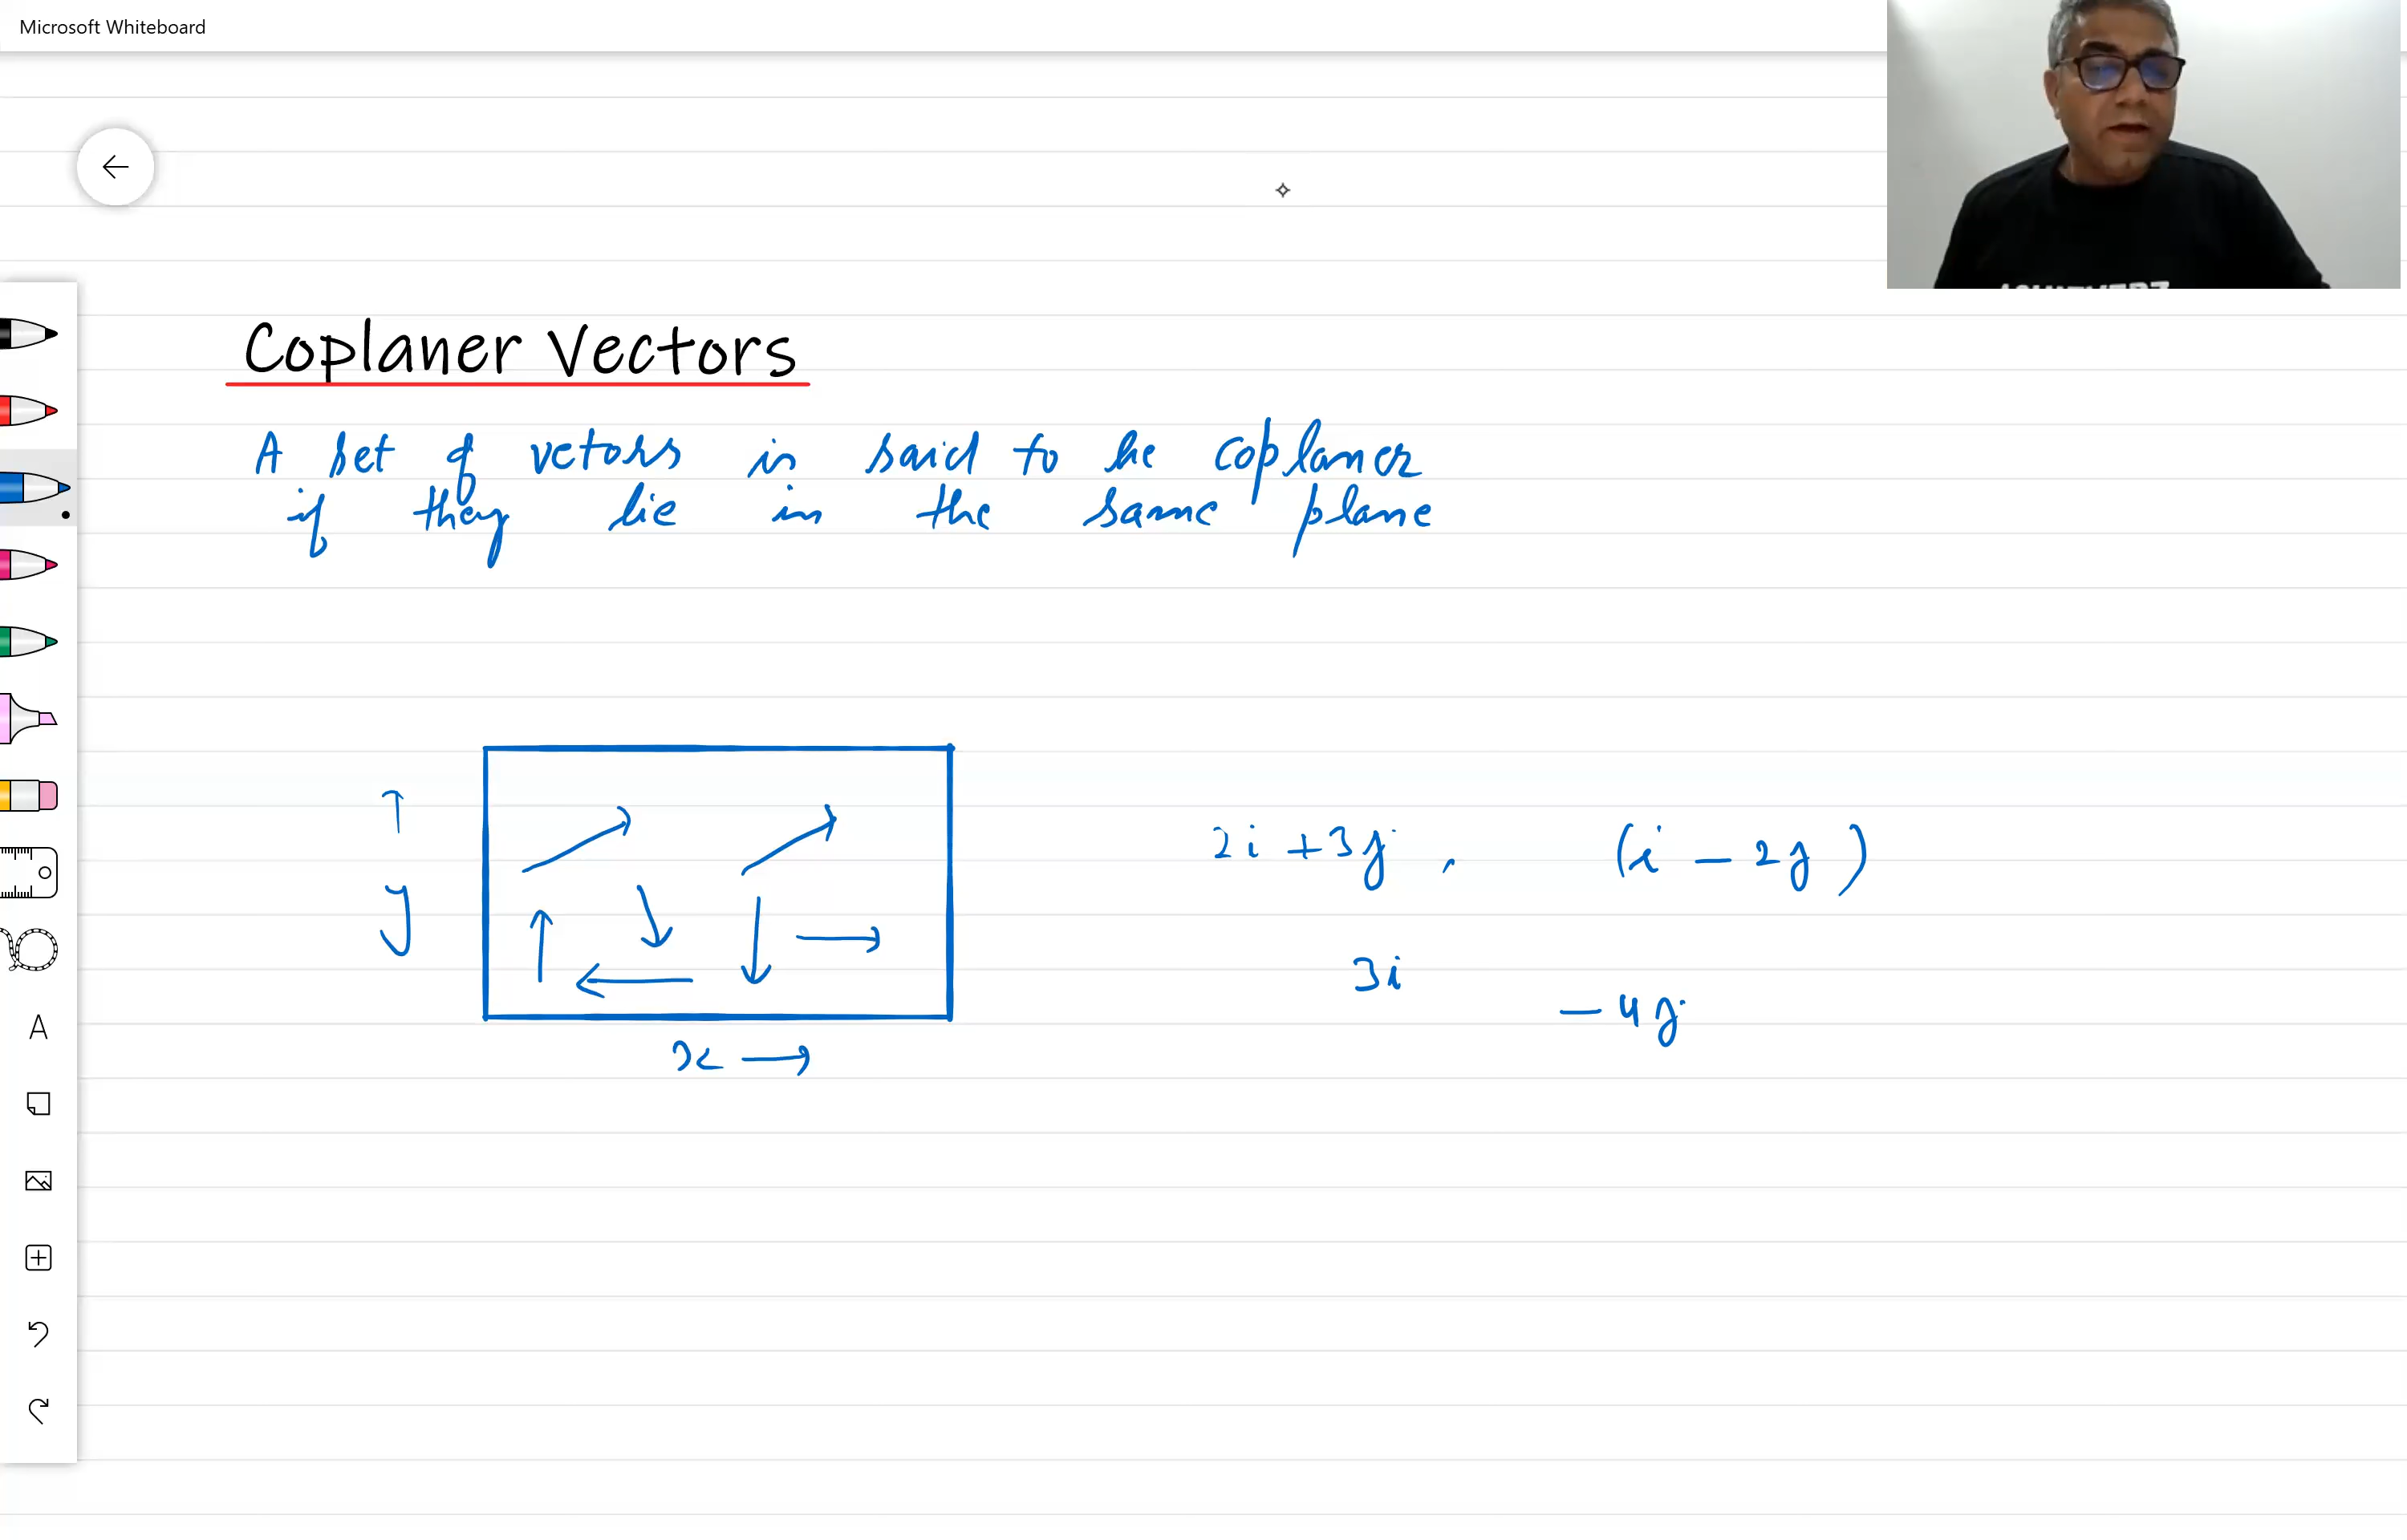 Microsoft Whiteboard
Coplaner Vectors
A set of vetors is said to be coplaner
if they lie in the same plane
↑
y
x →
2i + 3j , (i - 2j)
3i
- 4j
A